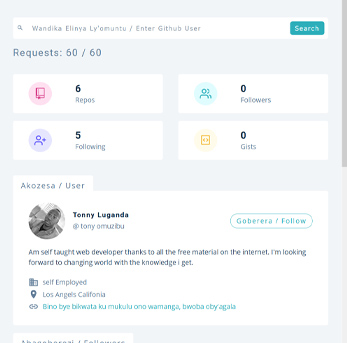 Wandika Elinya Ly'omuntu / Enter Github User
Search
Requests: 60 / 60
6
Repos
0
Followers
5
Following
0
Gists
Akozesa / User
Tonny Luganda
@ tony omuzibu
Goberera / Follow
Am self taught web developer thanks to all the free material on the internet. I'm looking
forward to changing world with the knowledge i get.
self Employed
Los Angels Califonia
Bino bye bikwata ku mukulu ono wamangu, bwoba oby'agala
/ Followers